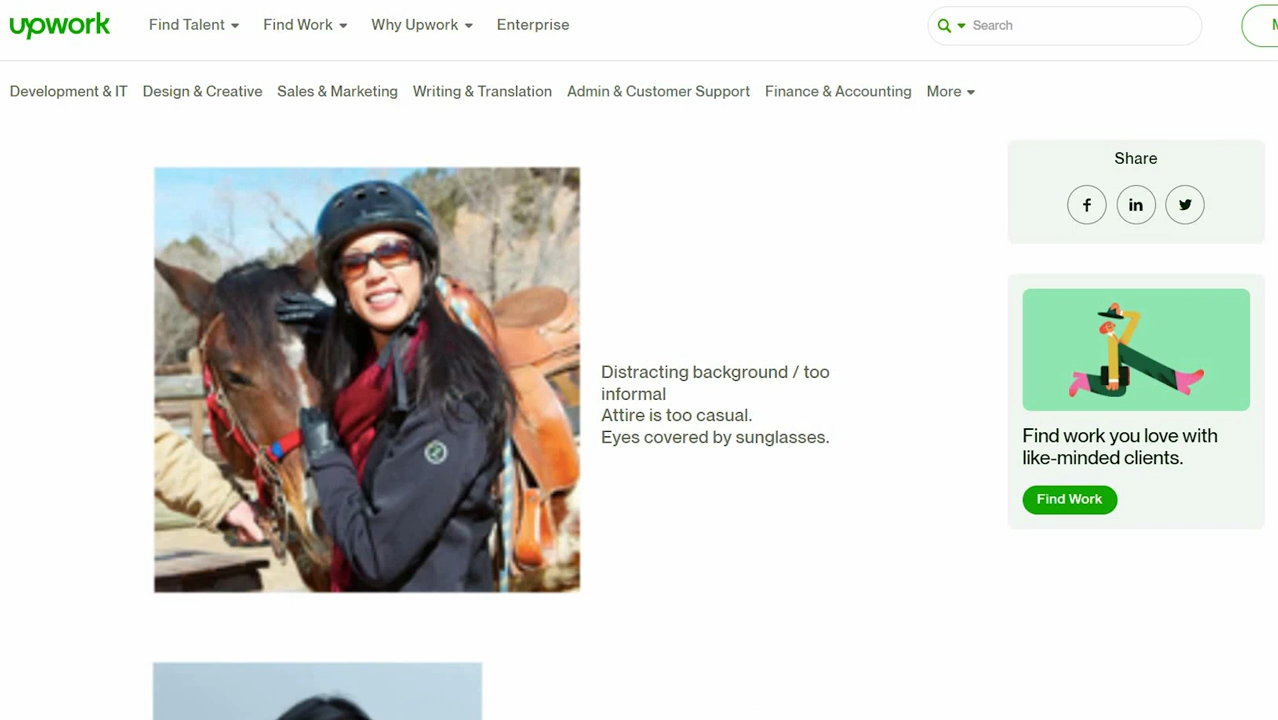 upwork
Find Talent
Find Work
Why Upwork
Enterprise
Search
Development & IT
Design & Creative
Sales & Marketing
Writing & Translation
Admin & Customer Support
Finance & Accounting
More
Share
Distracting background / too
informal
Attire is too casual.
Eyes covered by sunglasses.
Find work you love with
like-minded clients.
Find Work